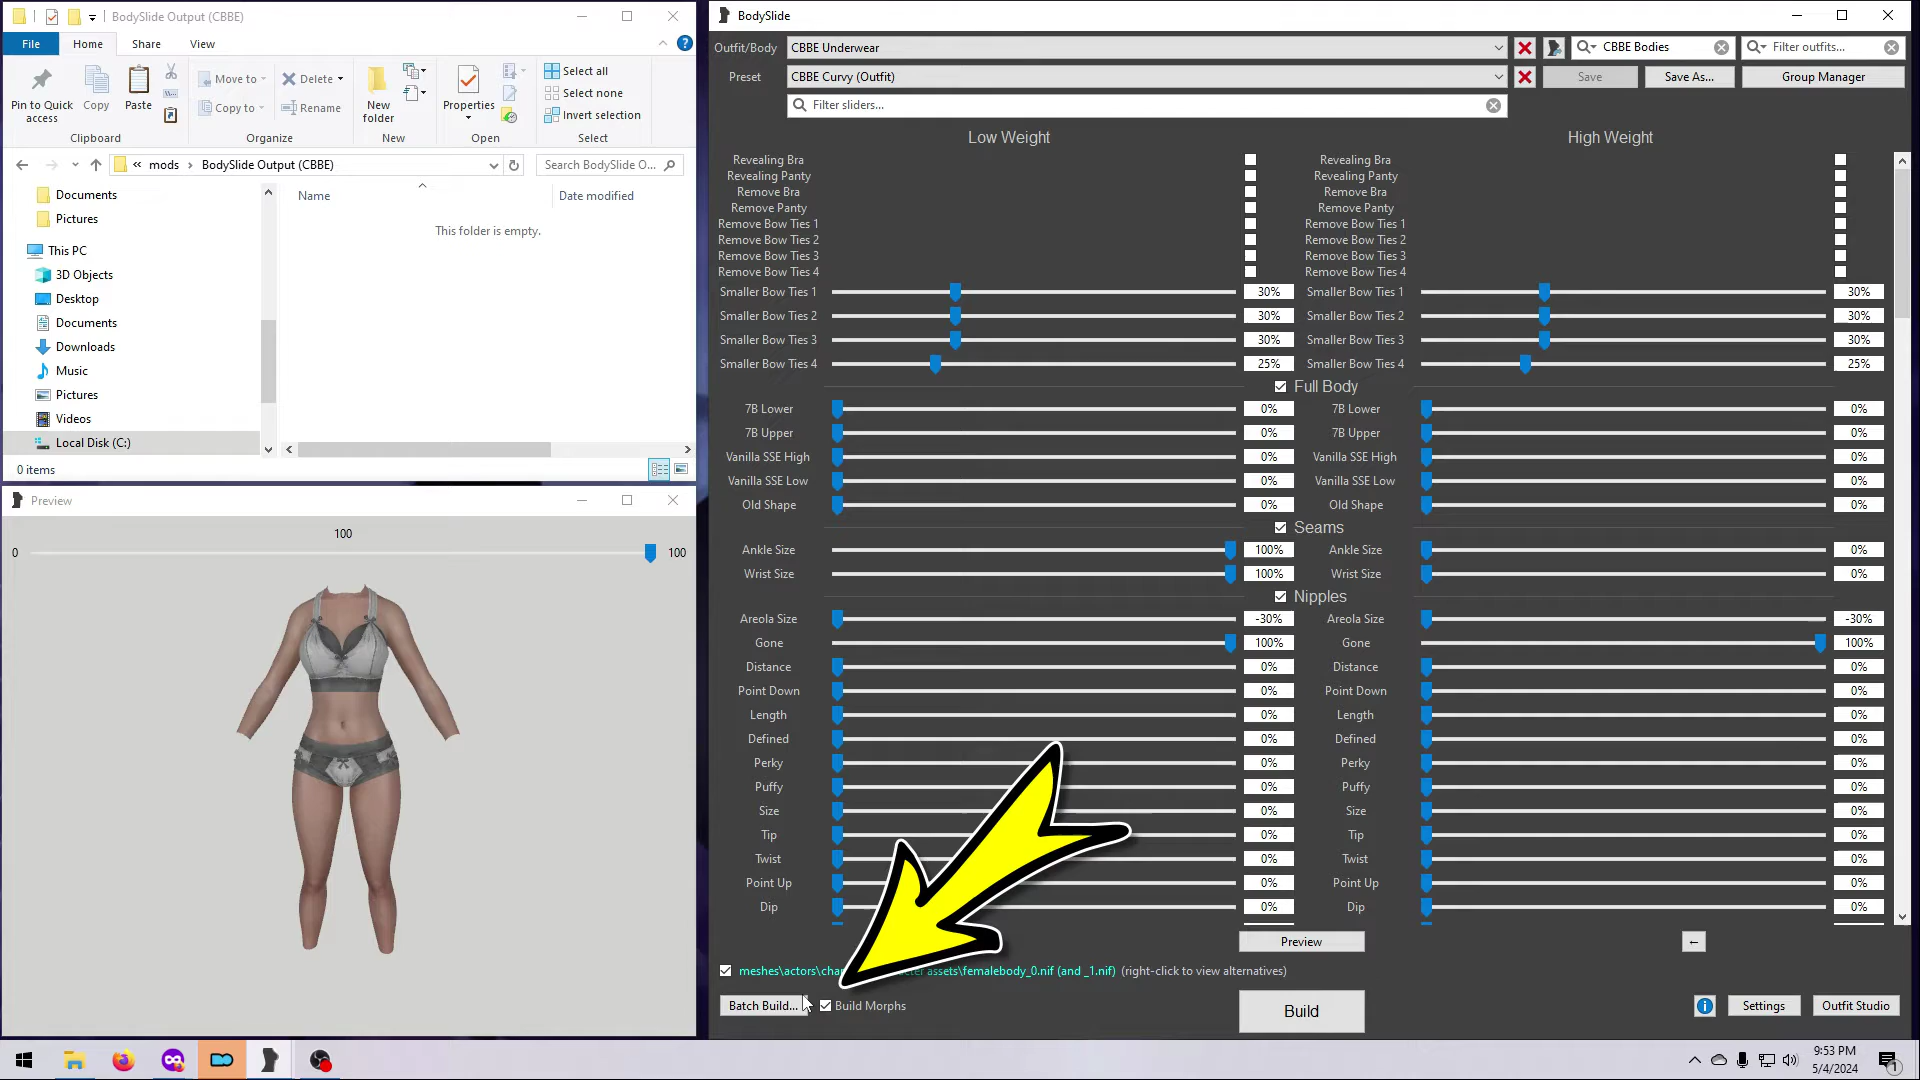 BodySlide Output (CBBE)
File
Home
Share
View
Pin to Quick access
Copy
Paste
Move to
Copy to
Delete
Rename
New folder
Properties
Select all
Select none
Invert selection
Clipboard
Organize
New
Open
Select
« mods > BodySlide Output (CBBE)
Search BodySlide O...
Documents
Pictures
This PC
3D Objects
Desktop
Documents
Downloads
Music
Pictures
Videos
Local Disk (C:)
Name
Date modified
This folder is empty.
0 items
Preview
100
0
100
BodySlide
Outfit/Body
CBBE Underwear
CBBE Bodies
Filter outfits...
Preset
CBBE Curvy (Outfit)
Save
Save As...
Group Manager
Filter sliders...
Low Weight
High Weight
Revealing Bra Revealing Bra
Revealing Panty Revealing Panty
Remove Bra Remove Bra
Remove Panty Remove Panty
Remove Bow Ties 1 Remove Bow Ties 1
Remove Bow Ties 2 Remove Bow Ties 2
Remove Bow Ties 3 Remove Bow Ties 3
Remove Bow Ties 4 Remove Bow Ties 4
Smaller Bow Ties 1 30% Smaller Bow Ties 1 30%
Smaller Bow Ties 2 30% Smaller Bow Ties 2 30%
Smaller Bow Ties 3 30% Smaller Bow Ties 3 30%
Smaller Bow Ties 4 25% Smaller Bow Ties 4 25%
Full Body
7B Lower 0% 7B Lower 0%
7B Upper 0% 7B Upper 0%
Vanilla SSE High 0% Vanilla SSE High 0%
Vanilla SSE Low 0% Vanilla SSE Low 0%
Old Shape 0% Old Shape 0%
Seams
Ankle Size 100% Ankle Size 0%
Wrist Size 100% Wrist Size 0%
Nipples
Areola Size -30% Areola Size -30%
Gone 100% Gone 100%
Distance 0% Distance 0%
Point Down 0% Point Down 0%
Length 0% Length 0%
Defined 0% Defined 0%
Perky 0% Perky 0%
Puffy 0% Puffy 0%
Size 0% Size 0%
Tip 0% Tip 0%
Twist 0% Twist 0%
Point Up 0% Point Up 0%
Dip 0% Dip 0%
Preview
meshes\actors\char assets\femalebody_0.nif (and _1.nif) (right-click to view alternatives)
Batch Build...
Build Morphs
Build
Settings
Outfit Studio
9:53 PM
5/4/2024
1